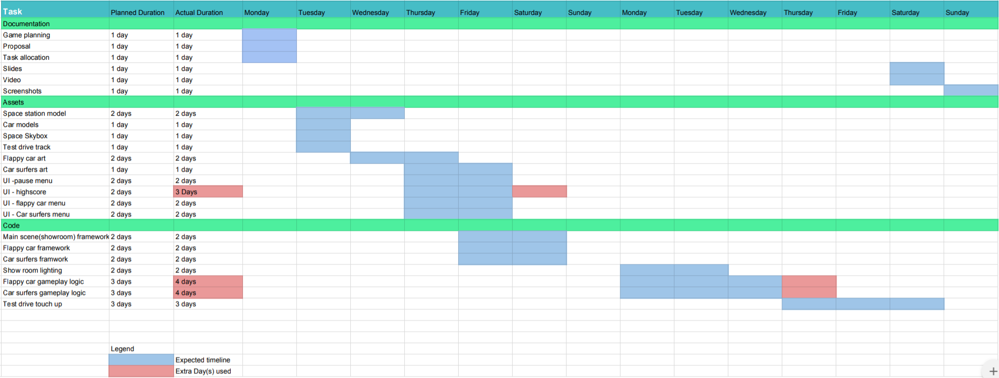 Task Planned Duration Actual Duration Monday Tuesday Wednesday Thursday Friday Saturday Sunday Monday Tuesday Wednesday Thursday Friday Saturday Sunday
Documentation
Game planning 1 day 1 day
Proposal 1 day 1 day
Task allocation 1 day 1 day
Slides 1 day 1 day
Video 1 day 1 day
Screenshots 1 day 1 day
Assets
Space station model 2 days 2 days
Car models 1 day 1 day
Space Skybox 1 day 1 day
Test drive track 1 day 1 day
Flappy car art 2 days 2 days
Car surfers art 1 day 1 day
UI -pause menu 2 days 2 days
UI - highscore 2 days 3 Days
UI - flappy car menu 2 days 2 days
UI - Car surfers menu 2 days 2 days
Code
Main scene(showroom) framework 2 days 2 days
Flappy car framework 2 days 2 days
Car surfers framwork 2 days 2 days
Show room lighting 2 days 2 days
Flappy car gameplay logic 3 days 4 days
Car surfers gameplay logic 3 days 4 days
Test drive touch up 3 days 3 days
Legend
Expected timeline
Extra Day(s) used